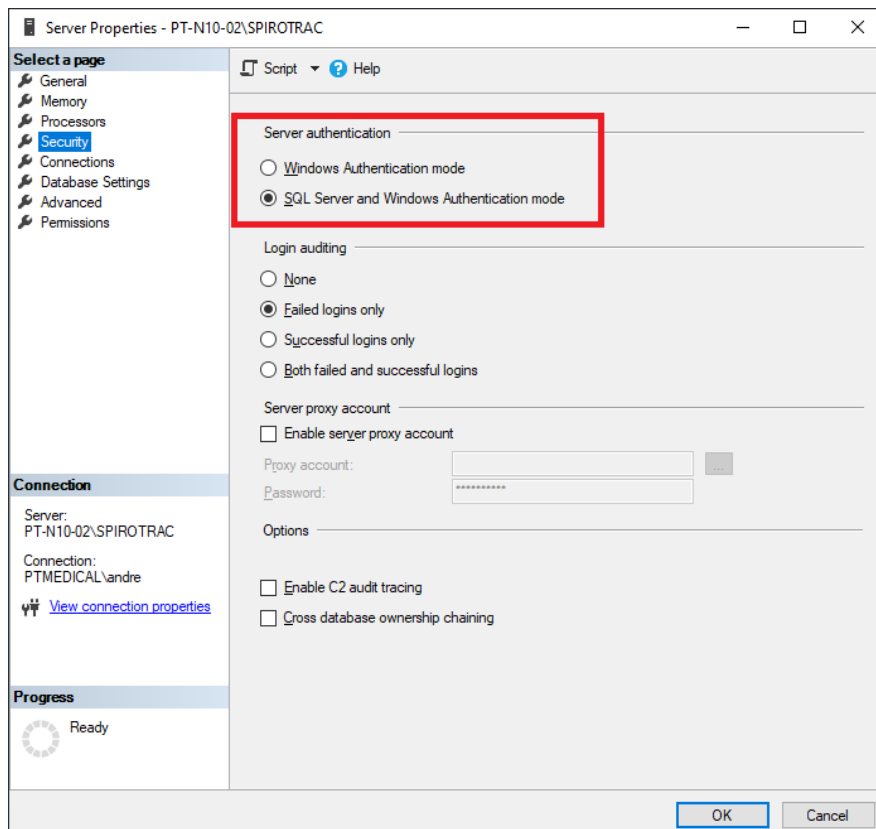 Server Properties - PT-N10-02\SPIROTRAC
Select a page
General
Memory
Processors
Security
Connections
Database Settings
Advanced
Permissions
Script
Help
Server authentication
Windows Authentication mode
SQL Server and Windows Authentication mode
Login auditing
None
Failed logins only
Successful logins only
Both failed and successful logins
Server proxy account
Enable server proxy account
Proxy account:
...
Password:
**********
Options
Enable C2 audit tracing
Cross database ownership chaining
Connection
Server:
PT-N10-02\SPIROTRAC
Connection:
PTMEDICAL\andre
View connection properties
Progress
Ready
OK
Cancel